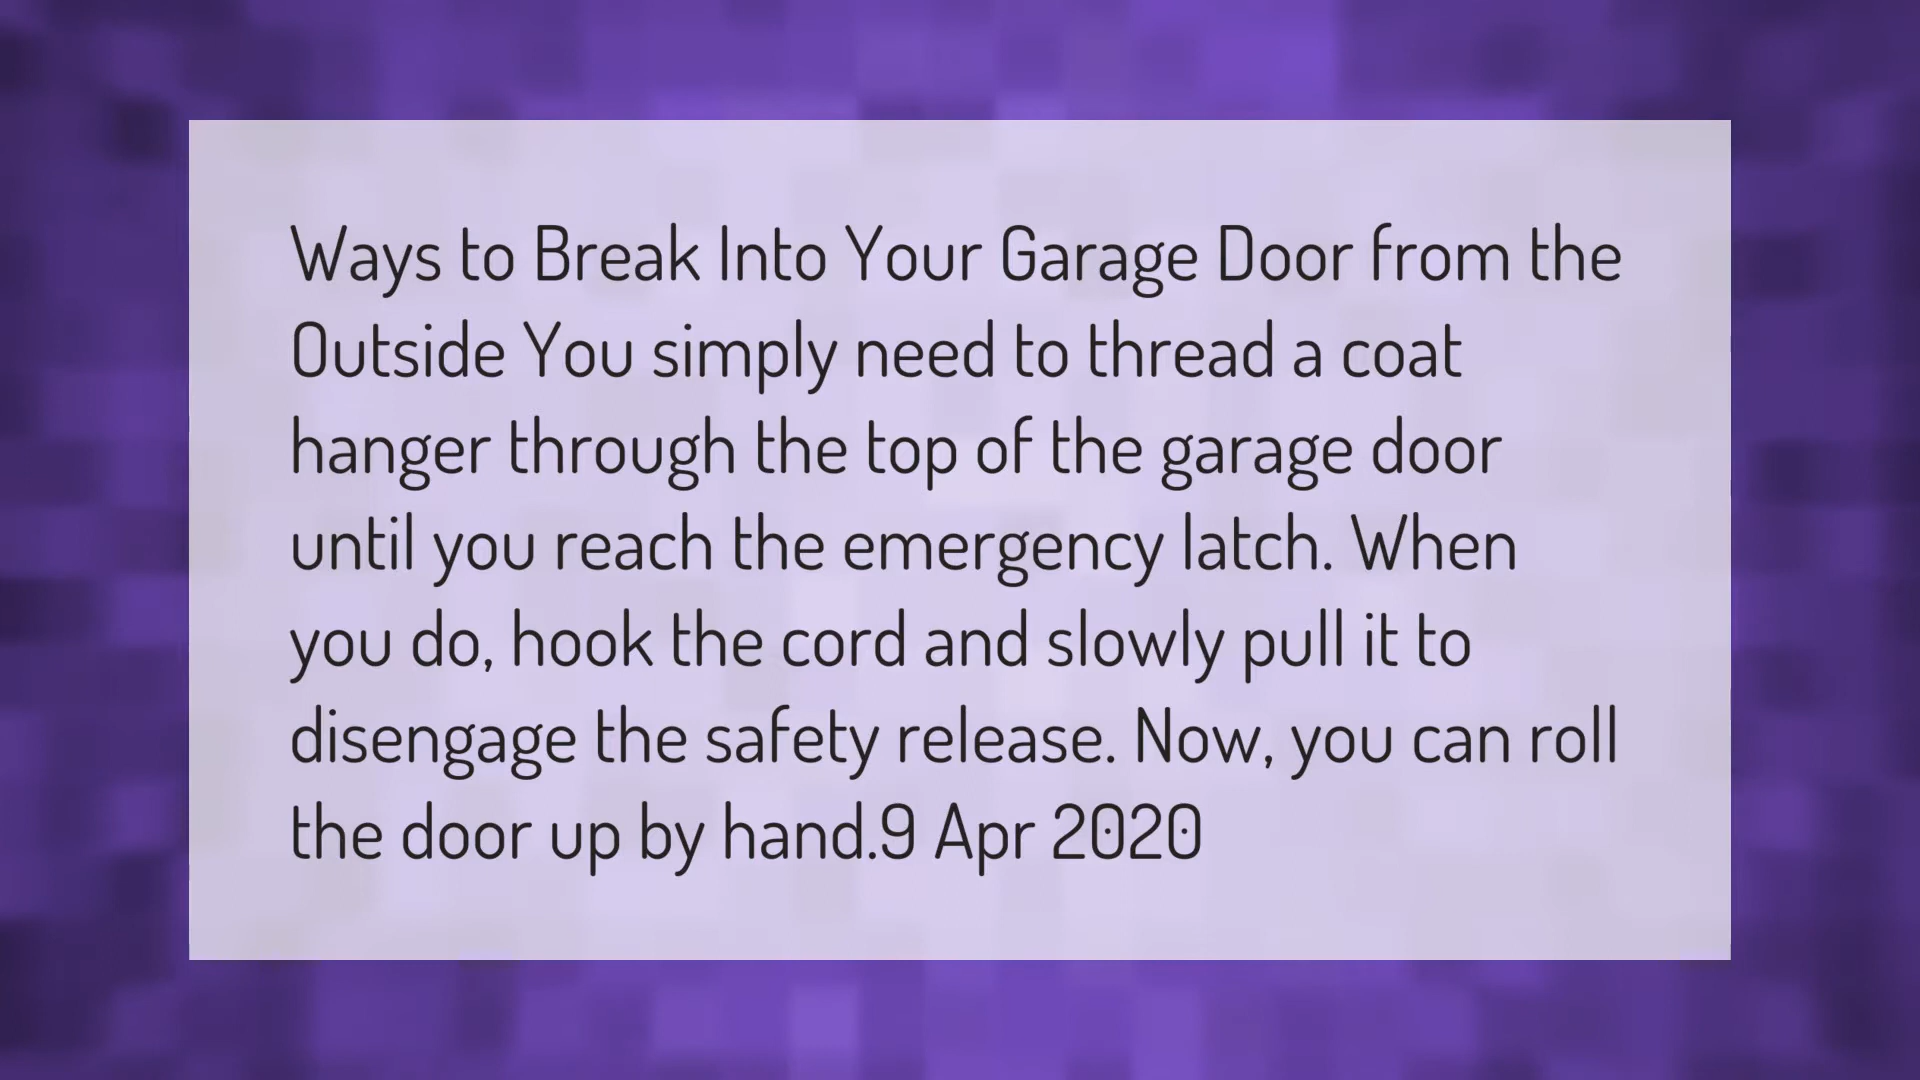 Ways to Break Into Your Garage Door from the
Outside You simply need to thread a coat
hanger through the top of the garage door
until you reach the emergency latch. When
you do, hook the cord and slowly pull it to
disengage the safety release. Now, you can roll
the door up by hand.9 Apr 2020